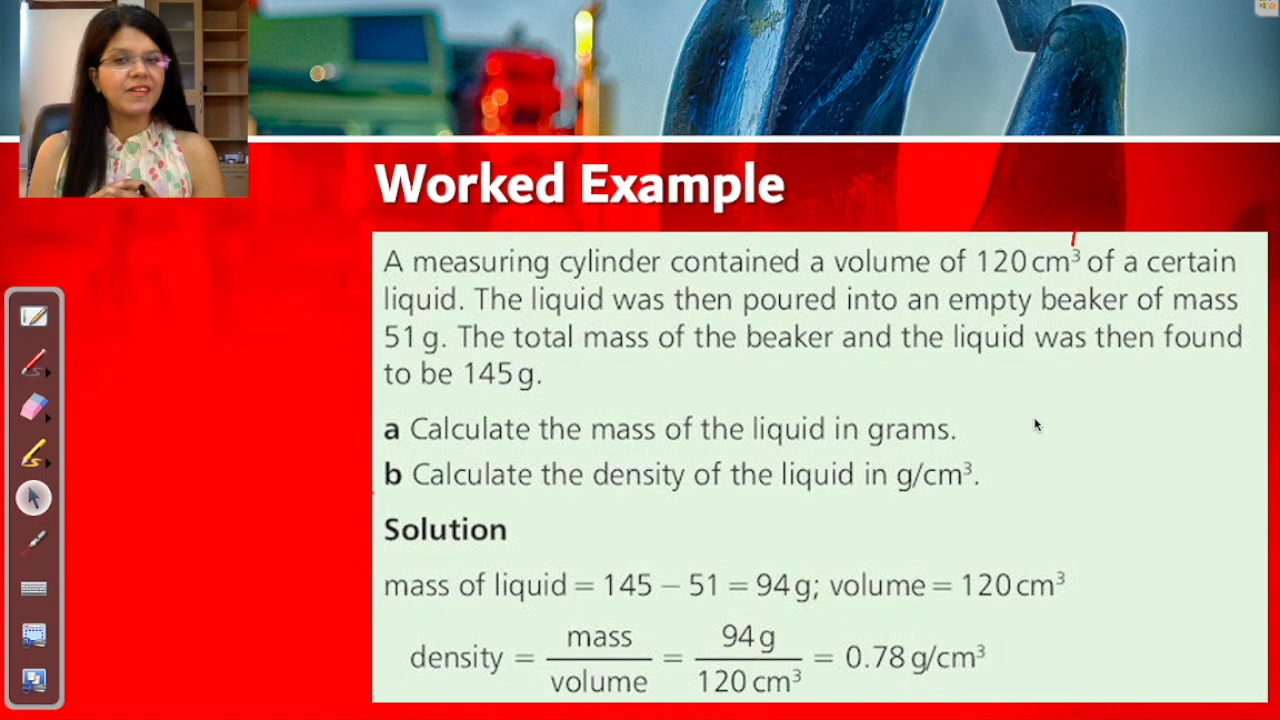 Worked Example
A measuring cylinder contained a volume of 120 cm³ of a certain
liquid. The liquid was then poured into an empty beaker of mass
51 g. The total mass of the beaker and the liquid was then found
to be 145 g.
a Calculate the mass of the liquid in grams.
b Calculate the density of the liquid in g/cm³.
Solution
mass of liquid = 145 − 51 = 94 g; volume = 120 cm³
density = mass/volume = 94 g/120 cm³ = 0.78 g/cm³